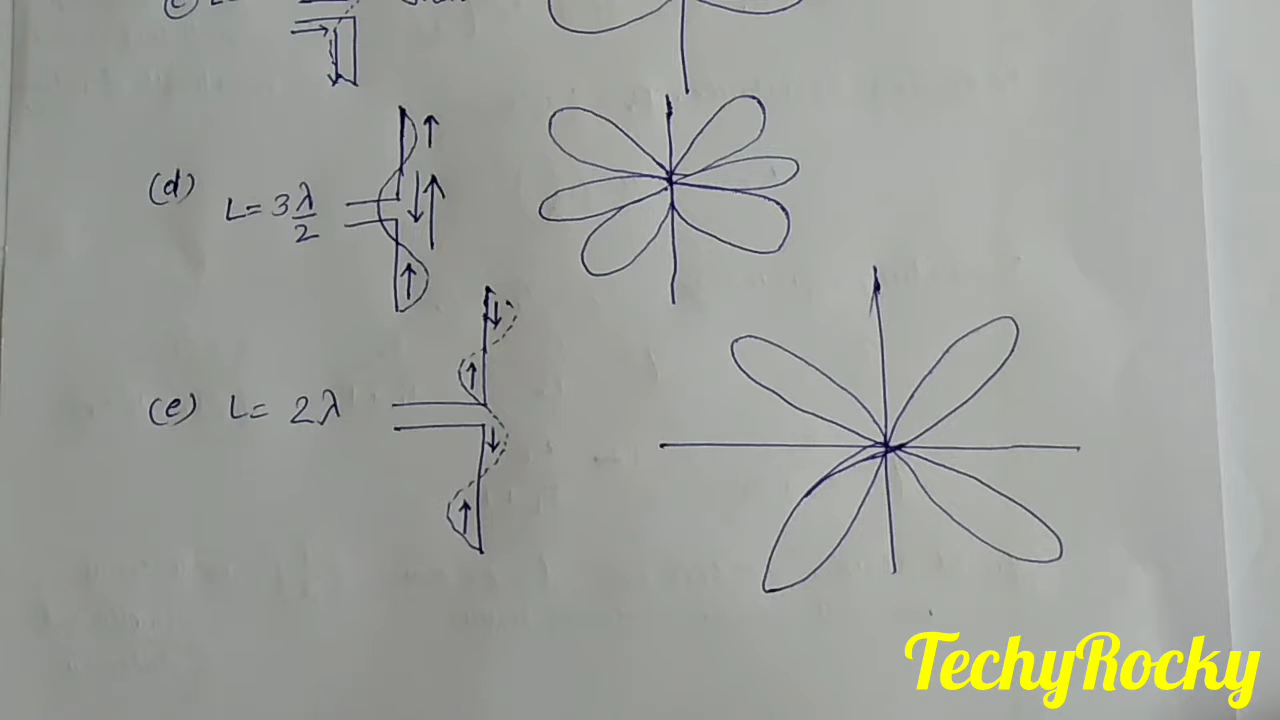 (c) L=
(d) L= 3λ/2
(e) L= 2λ
TechyRocky